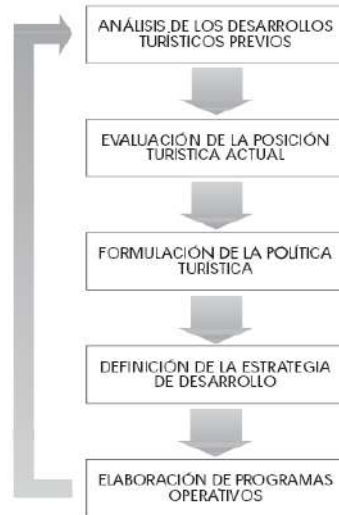 ANÁLISIS DE LOS DESARROLLOS
TURÍSTICOS PREVIOS
EVALUACIÓN DE LA POSICIÓN
TURÍSTICA ACTUAL
FORMULACIÓN DE LA POLÍTICA
TURÍSTICA
DEFINICIÓN DE LA ESTRATEGIA
DE DESARROLLO
ELABORACIÓN DE PROGRAMAS
OPERATIVOS